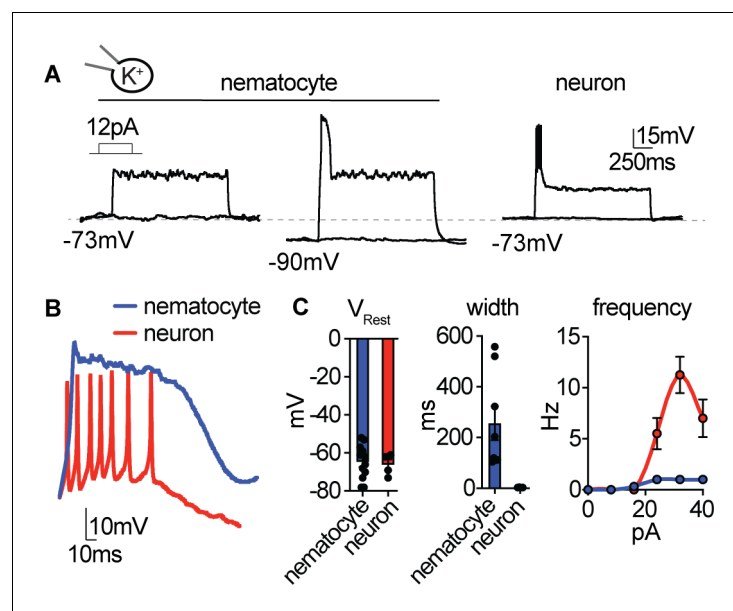 A
K+
nematocyte
neuron
12pA
15mV
250ms
-73mV
-90mV
-73mV
B
nematocyte
neuron
10mV
10ms
C
VRest
mV
0
-20
-40
-60
-80
nematocyte
neuron
width
ms
600
400
200
0
nematocyte
neuron
frequency
Hz
15
10
5
0
0
20
40
pA